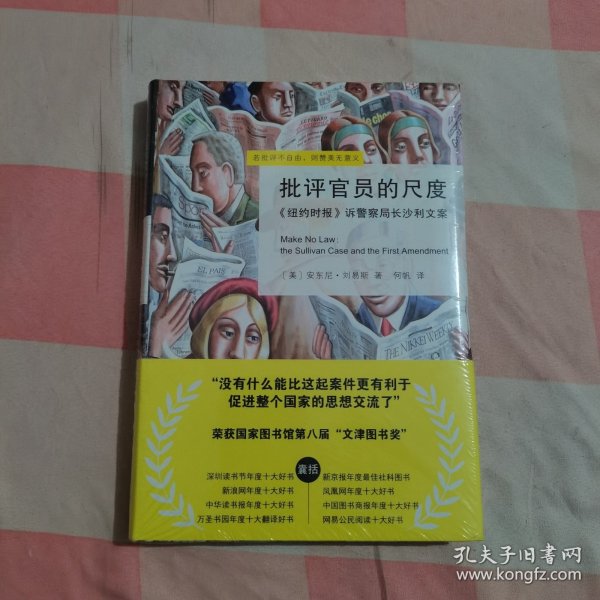 若批评不自由，则赞美无意义
批评官员的尺度
《纽约时报》诉警察局长沙利文案
Make No Law:
the Sullivan Case and the First Amendment
〔美〕安东尼·刘易斯 著 何帆 译
EL PAIS
THE NIKKEI WEEKLY
“没有什么能比这起案件更有利于
促进整个国家的思想交流了”
荣获国家图书馆第八届“文津图书奖”
囊括
深圳读书节年度十大好书
新浪网年度十大好书
中华读书报年度十大好书
万圣书园年度十大翻译好书
新京报年度最佳社科图书
凤凰网年度十大好书
中国图书商报年度十大好书
网易公民阅读十大好书
孔夫子旧书网
www.kongfz.com